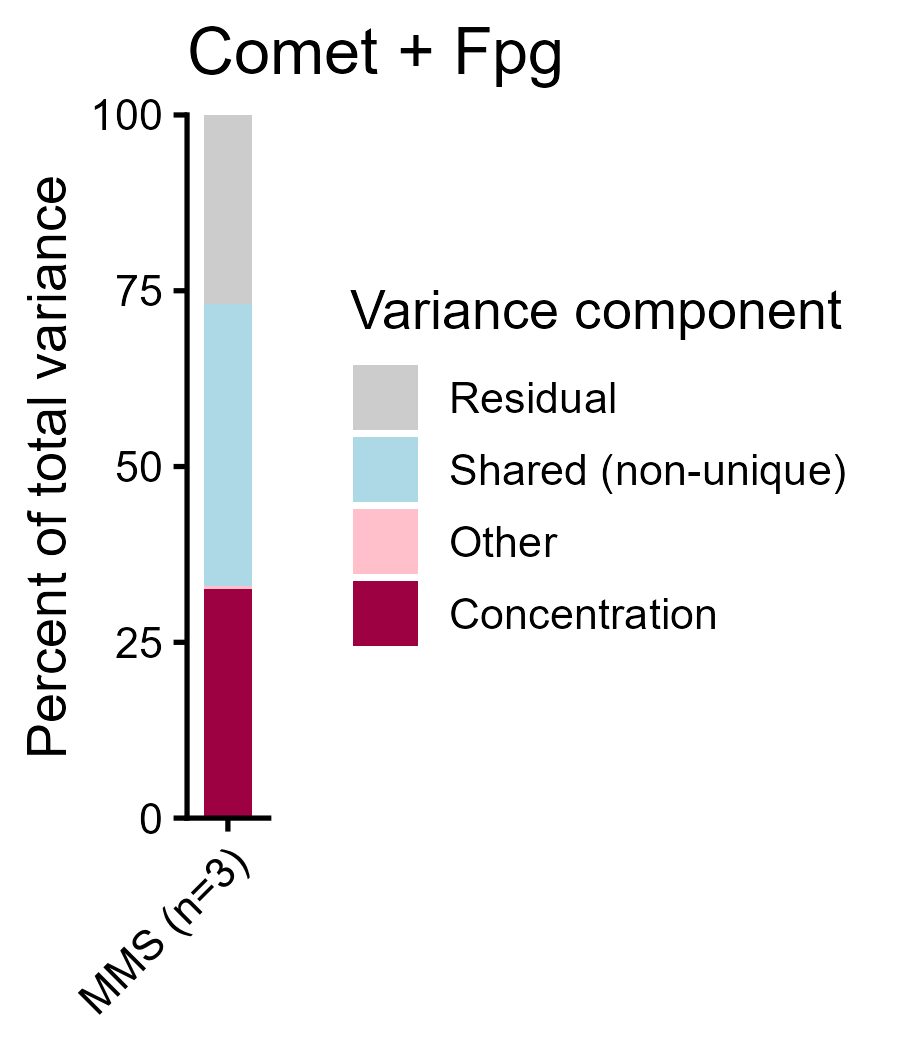 Comet + Fpg
Percent of total variance
100
75
50
25
0
MMS (n=3)
Variance component
Residual
Shared (non-unique)
Other
Concentration